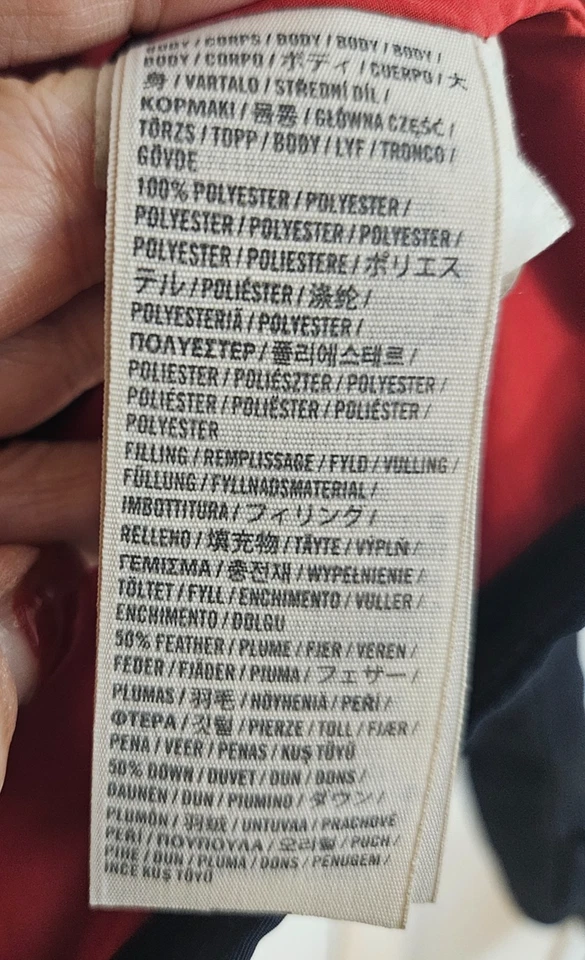 BODY / CORPS / BODY / BODY / BODY /
BODY / CORPO / ボディ / CUERPO / 大
身 / VARTALO / STŘEDNÍ DÍL /
ΚΟΡΜΑΚΙ / 몸통 / GŁÓWNA CZĘŚĆ /
TÖRZS / TOPP / BODY / LYF / TRONCO /
GÖVDE
100% POLYESTER / POLYESTER /
POLYESTER / POLYESTER / POLYESTER /
POLYESTER / POLIESTERE / ポリエス
テル / POLIÉSTER / 涤纶 /
POLYESTERIÄ / POLYESTER /
ΠΟΛΥΕΣΤΕΡ / 폴리에스테르 /
POLIESTER / POLIÉSZTER / POLYESTER /
POLIESTER / POLIËSTER / POLIÉSTER /
POLYESTER
FILLING / REMPLISSAGE / FYLD / VULLING /
FÜLLUNG / FYLLNADSMATERIAL /
IMBOTTITURA / フィリング /
RELLENO / 填充物 / TÄYTE / VÝPLŇ /
ΓΕΜΙΣΜΑ / 충전재 / WYPEŁNIENIE /
TÖLTET / FYLL / ENCHIMENTO / VULLER /
ENCHIMENTO / DOLGU
50% FEATHER / PLUME / FJER / VEREN /
FEDER / FJÄDER / PIUMA / フェザー /
PLUMAS / 羽毛 / HÖYHENIÄ / PEŘÍ /
ΦΤΕΡΑ / 깃털 / PIERZE / TOLL / FJÆR /
PENA / VEER / PENAS / KUŞ TÜYÜ
50% DOWN / DUVET / DUN / DONS /
DAUNEN / DUN / PIUMINO / ダウン /
PLUMÓN / 羽绒 / UNTUVAA / PRACHOVÉ
PEŘÍ / ΠΟΥΠΟΥΛΑ / 오리털 / PUCH /
PIHE / DUN / PLUMA / DONS / PENUGEM /
İNCE KUŞ TÜYÜ